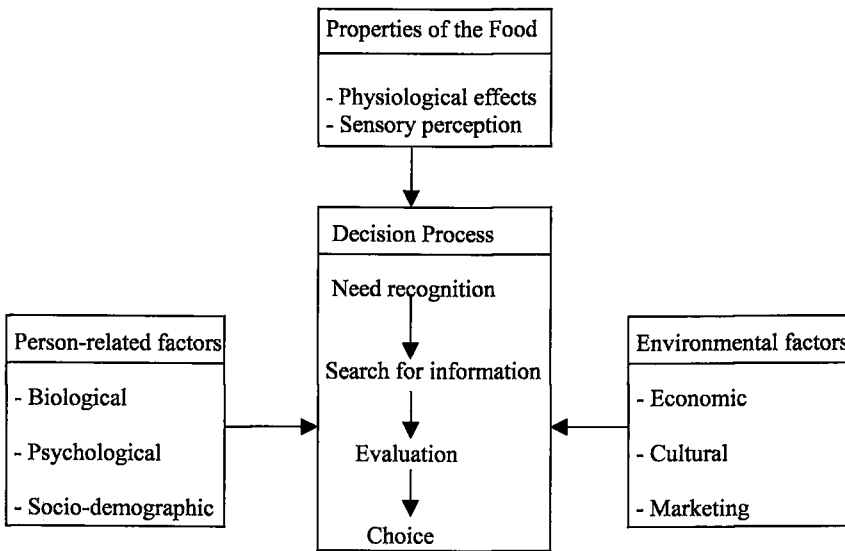 Properties of the Food
- Physiological effects
- Sensory perception
Decision Process
Need recognition
Search for information
Evaluation
Choice
Person-related factors
- Biological
- Psychological
- Socio-demographic
Environmental factors
- Economic
- Cultural
- Marketing